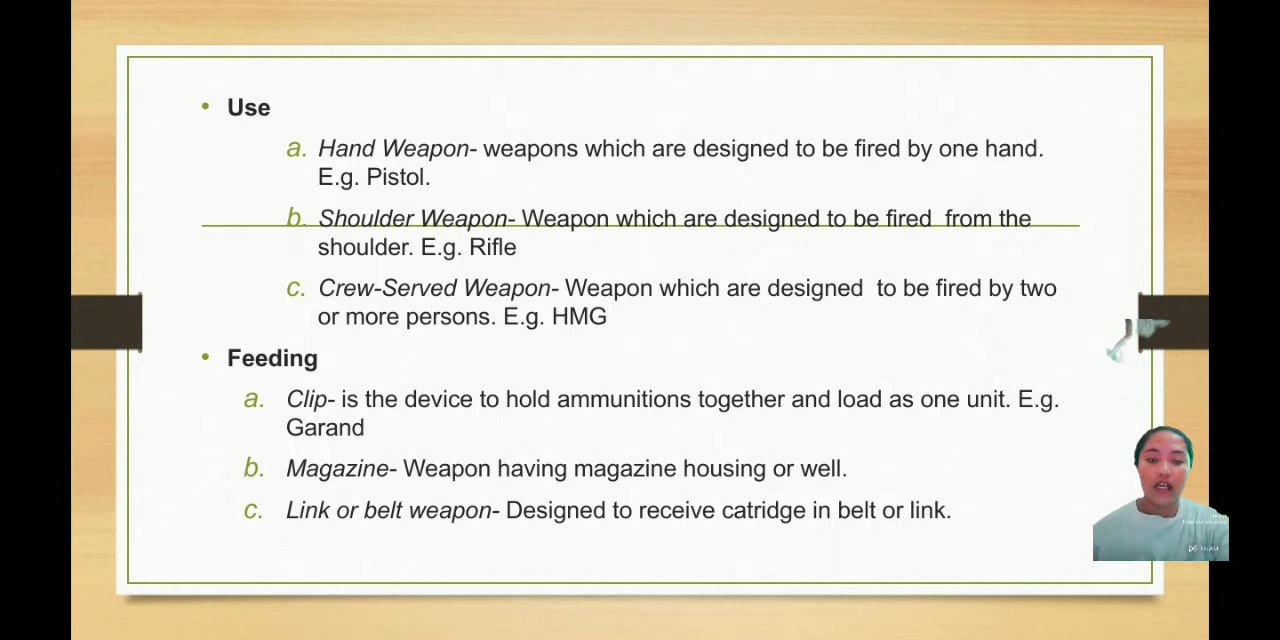 • Use
a. Hand Weapon- weapons which are designed to be fired by one hand.
E.g. Pistol.
b. Shoulder Weapon- Weapon which are designed to be fired from the
shoulder. E.g. Rifle
c. Crew-Served Weapon- Weapon which are designed to be fired by two
or more persons. E.g. HMG
• Feeding
a. Clip- is the device to hold ammunitions together and load as one unit. E.g.
Garand
b. Magazine- Weapon having magazine housing or well.
c. Link or belt weapon- Designed to receive catridge in belt or link.